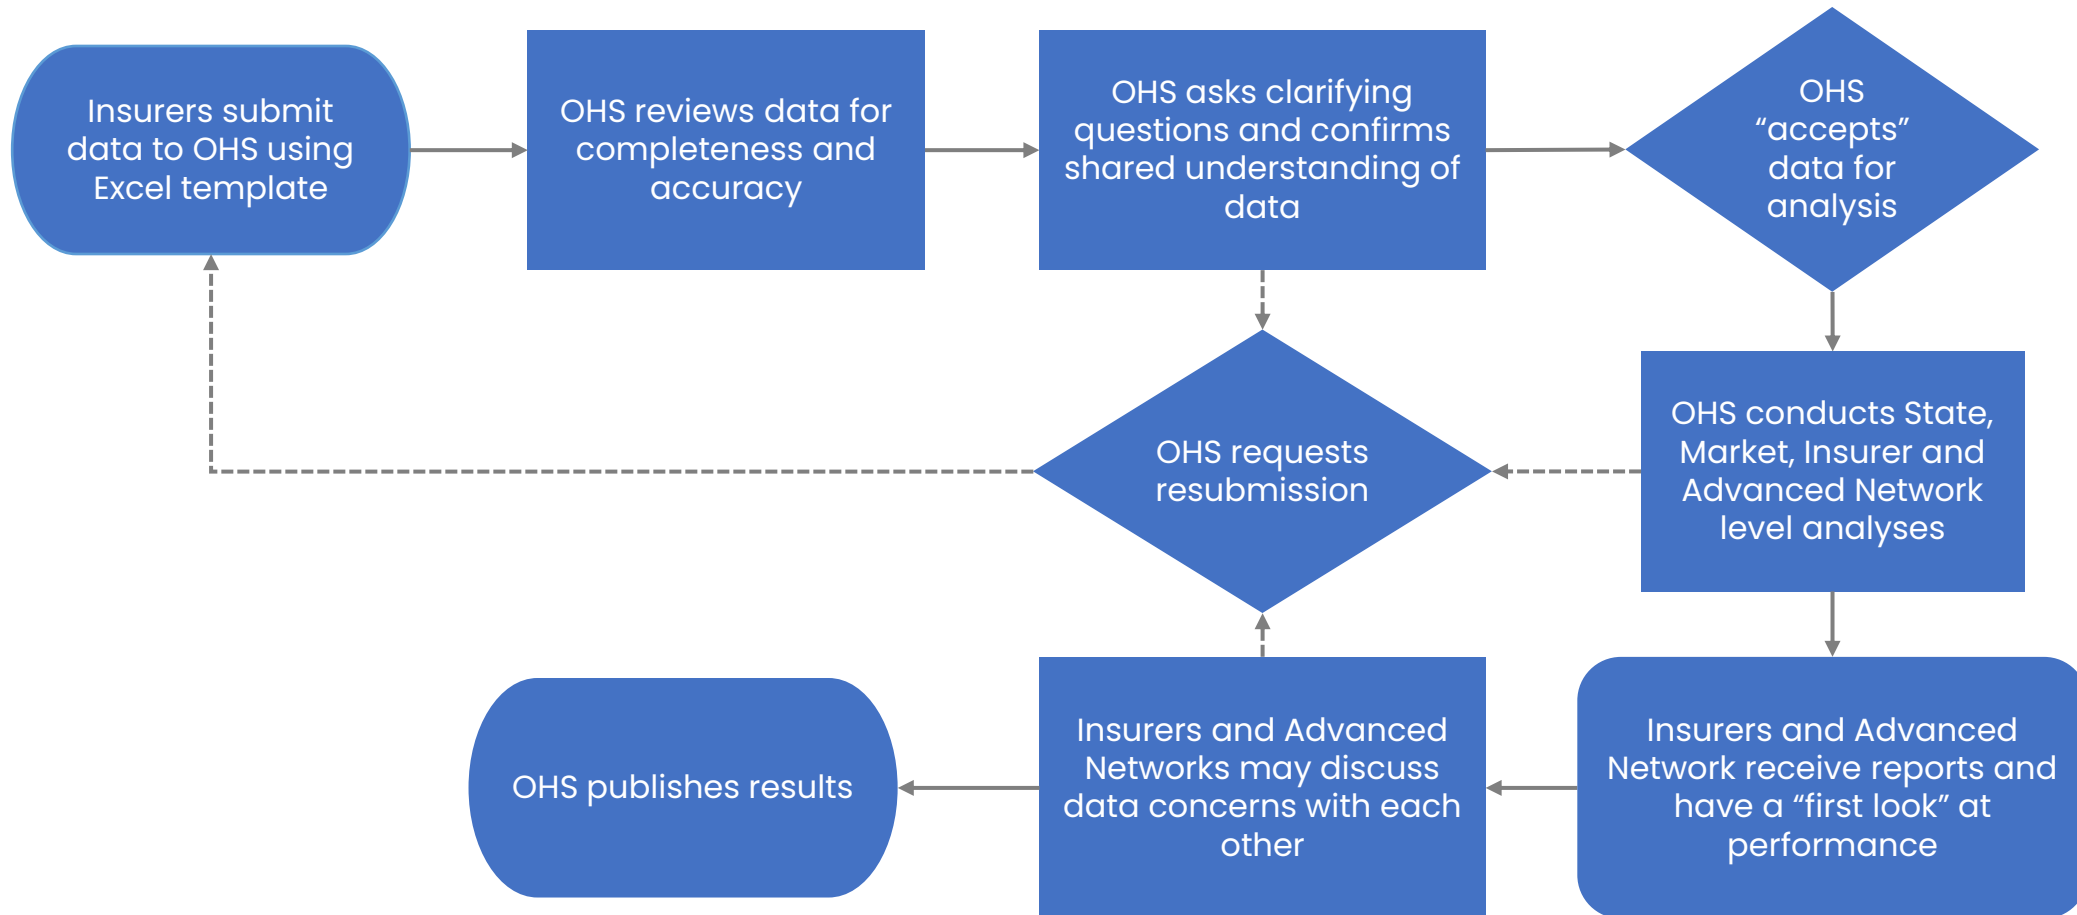 Insurers submit
data to OHS using
Excel template
OHS reviews data for
completeness and
accuracy
OHS asks clarifying
questions and confirms
shared understanding of
data
OHS
“accepts”
data for
analysis
OHS requests
resubmission
OHS conducts State,
Market, Insurer and
Advanced Network
level analyses
OHS publishes results
Insurers and Advanced
Networks may discuss
data concerns with each
other
Insurers and Advanced
Network receive reports and
have a “first look” at
performance